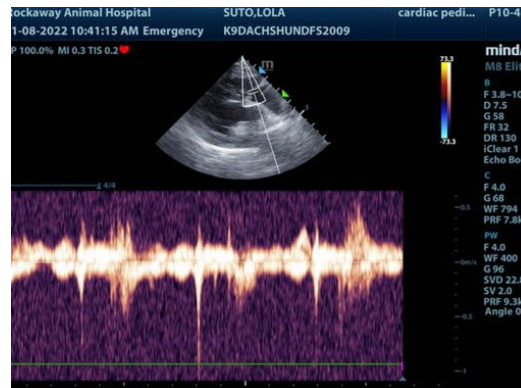 ockaway Animal Hospital SUTO,LOLA cardiac pedi... P10-4
1-08-2022 10:41:15 AM Emergency K9DACHSHUNDFS2009
P 100.0% MI 0.3 TIS 0.2
m
73.3
-73.3
mind
M8 Elit
B
F 3.8~10
D 7.5
G 58
FR 32
DR 130
iClear 1
Echo Bo
C
F 4.0
G 68
WF 794
PRF 7.8k
PW
F 4.0
WF 400
G 96
SVD 22.8
SV 2.0
PRF 9.3k
Angle 0
4/4
-0.5
-0m/s
-0.5
-1